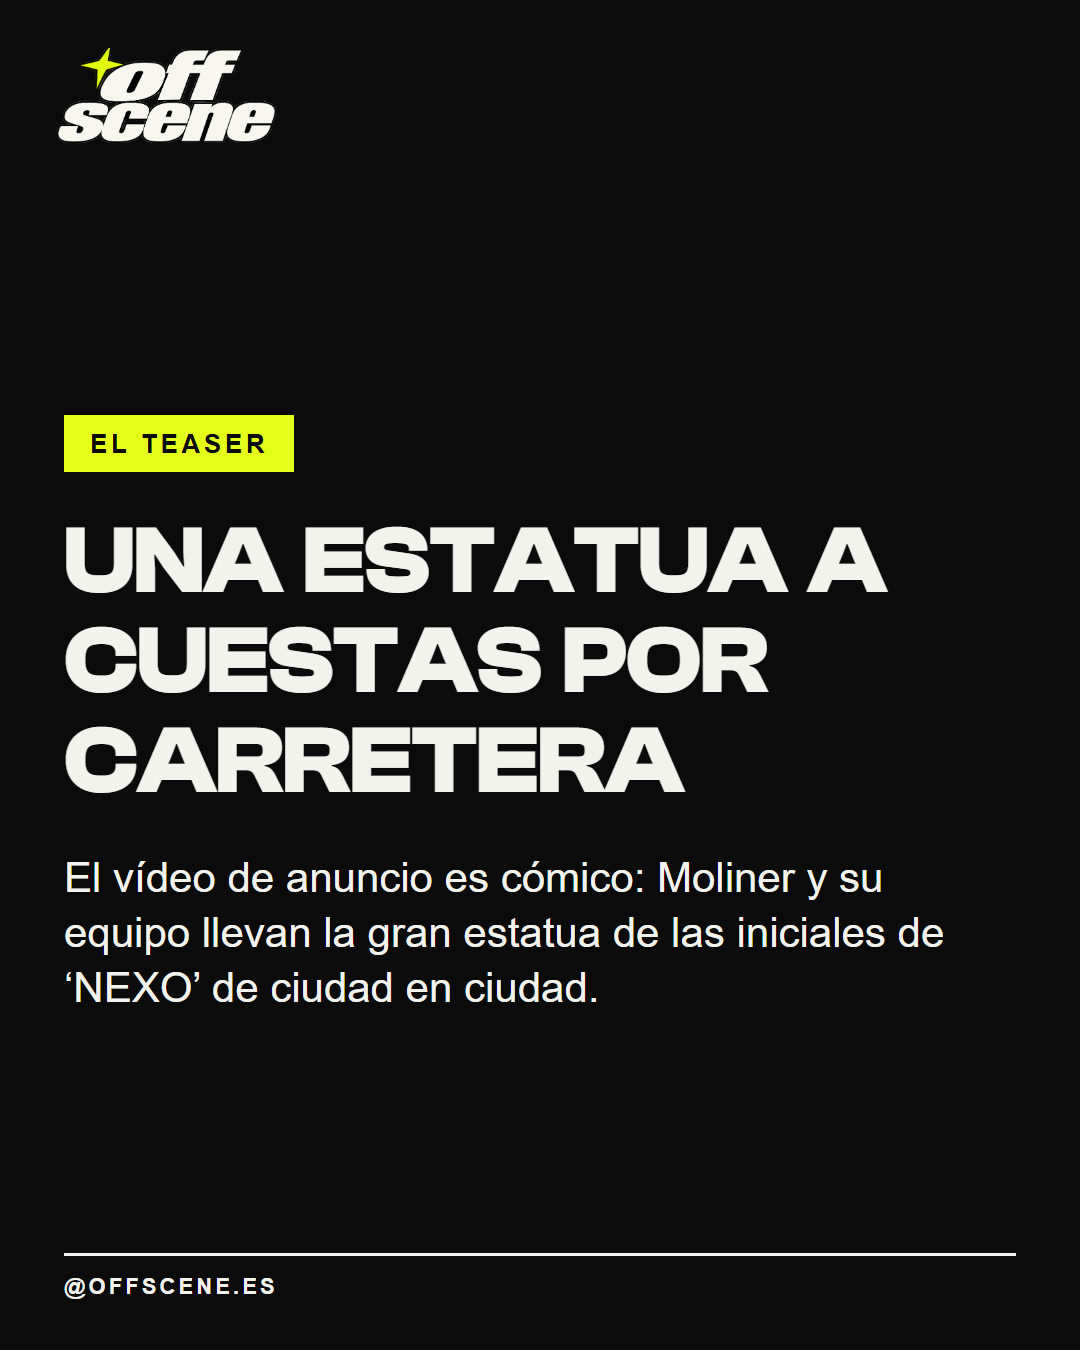 off
scene
EL TEASER
UNA ESTATUA A
CUESTAS POR
CARRETERA
El vídeo de anuncio es cómico: Moliner y su
equipo llevan la gran estatua de las iniciales de
‘NEXO’ de ciudad en ciudad.
@OFFSCENE.ES